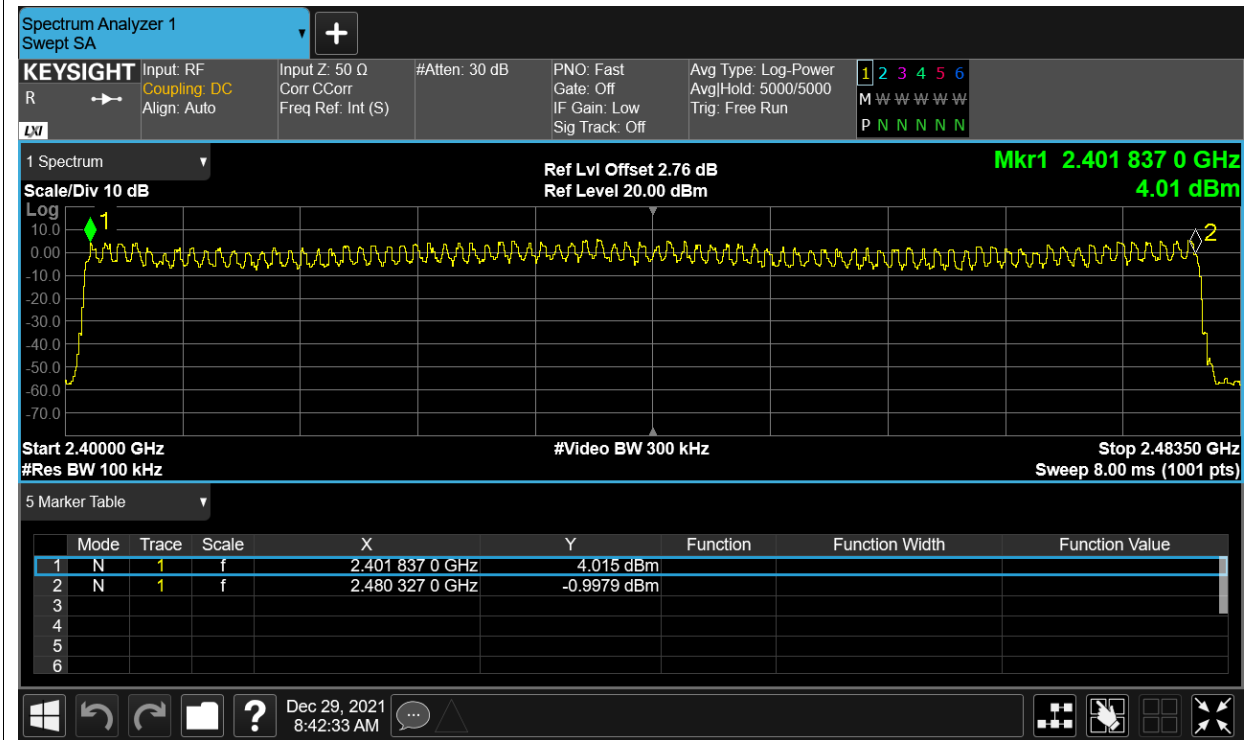 Spectrum Analyzer 1
Swept SA
+
KEYSIGHT
R
LXI
Input: RF
Coupling: DC
Align: Auto
Input Z: 50 Ω
Corr CCorr
Freq Ref: Int (S)
#Atten: 30 dB
PNO: Fast
Gate: Off
IF Gain: Low
Sig Track: Off
Avg Type: Log-Power
Avg|Hold: 5000/5000
Trig: Free Run
1 2 3 4 5 6
M W W W W W
P N N N N N
1 Spectrum
Scale/Div 10 dB
Ref Lvl Offset 2.76 dB
Ref Level 20.00 dBm
Mkr1 2.401 837 0 GHz
4.01 dBm
Log
10.0
0.00
-10.0
-20.0
-30.0
-40.0
-50.0
-60.0
-70.0
1
2
Start 2.40000 GHz
#Res BW 100 kHz
#Video BW 300 kHz
Stop 2.48350 GHz
Sweep 8.00 ms (1001 pts)
5 Marker Table
Mode Trace Scale X Y Function Function Width Function Value
1 N 1 f 2.401 837 0 GHz 4.015 dBm
2 N 1 f 2.480 327 0 GHz -0.9979 dBm
3
4
5
6
?
Dec 29, 2021
8:42:33 AM